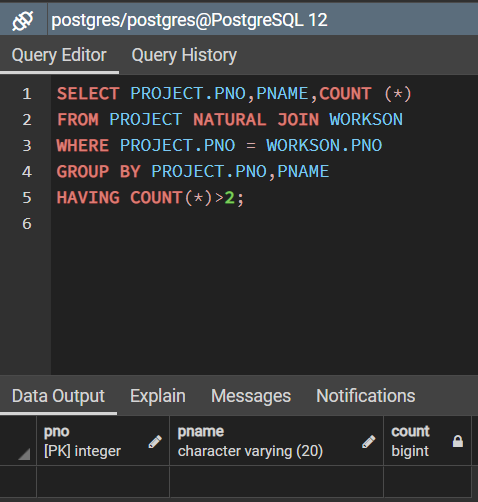 postgres/postgres@PostgreSQL 12
Query Editor Query History
1 SELECT PROJECT.PNO,PNAME,COUNT (*)
2 FROM PROJECT NATURAL JOIN WORKSON
3 WHERE PROJECT.PNO = WORKSON.PNO
4 GROUP BY PROJECT.PNO,PNAME
5 HAVING COUNT(*)>2;
6
Data Output Explain Messages Notifications
pno pname count
[PK] integer character varying (20) bigint